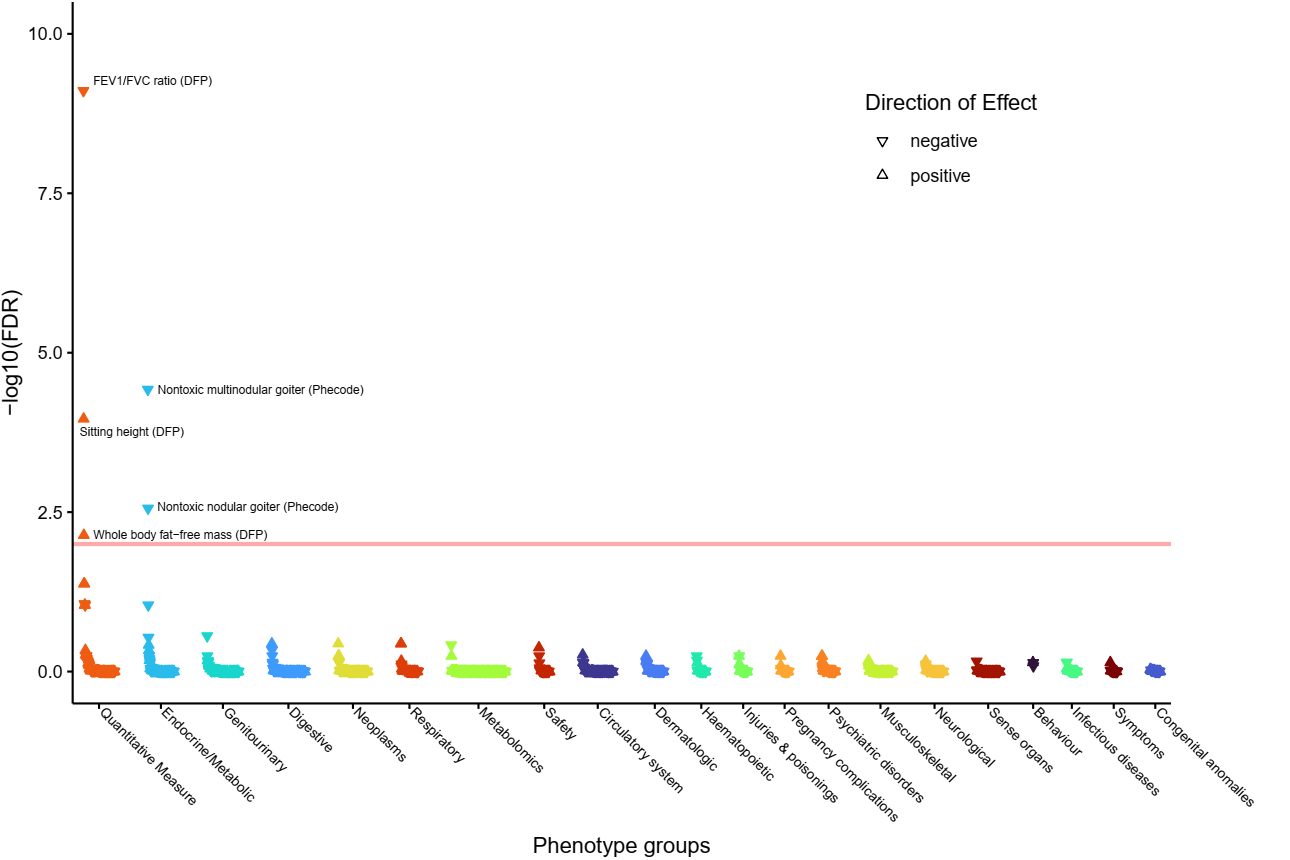 10.0
FEV1/FVC ratio (DFP)
Direction of Effect
negative
positive
7.5
−log10(FDR)
5.0
Nontoxic multinodular goiter (Phecode)
Sitting height (DFP)
2.5
Nontoxic nodular goiter (Phecode)
Whole body fat−free mass (DFP)
0.0
Quantitative Measure
Endocrine/Metabolic
Genitourinary
Digestive
Neoplasms
Respiratory
Metabolomics
Safety
Circulatory system
Dermatologic
Haematopoietic
Injuries & poisonings
Pregnancy complications
Psychiatric disorders
Musculoskeletal
Neurological
Sense organs
Behaviour
Infectious diseases
Symptoms
Congenital anomalies
Phenotype groups